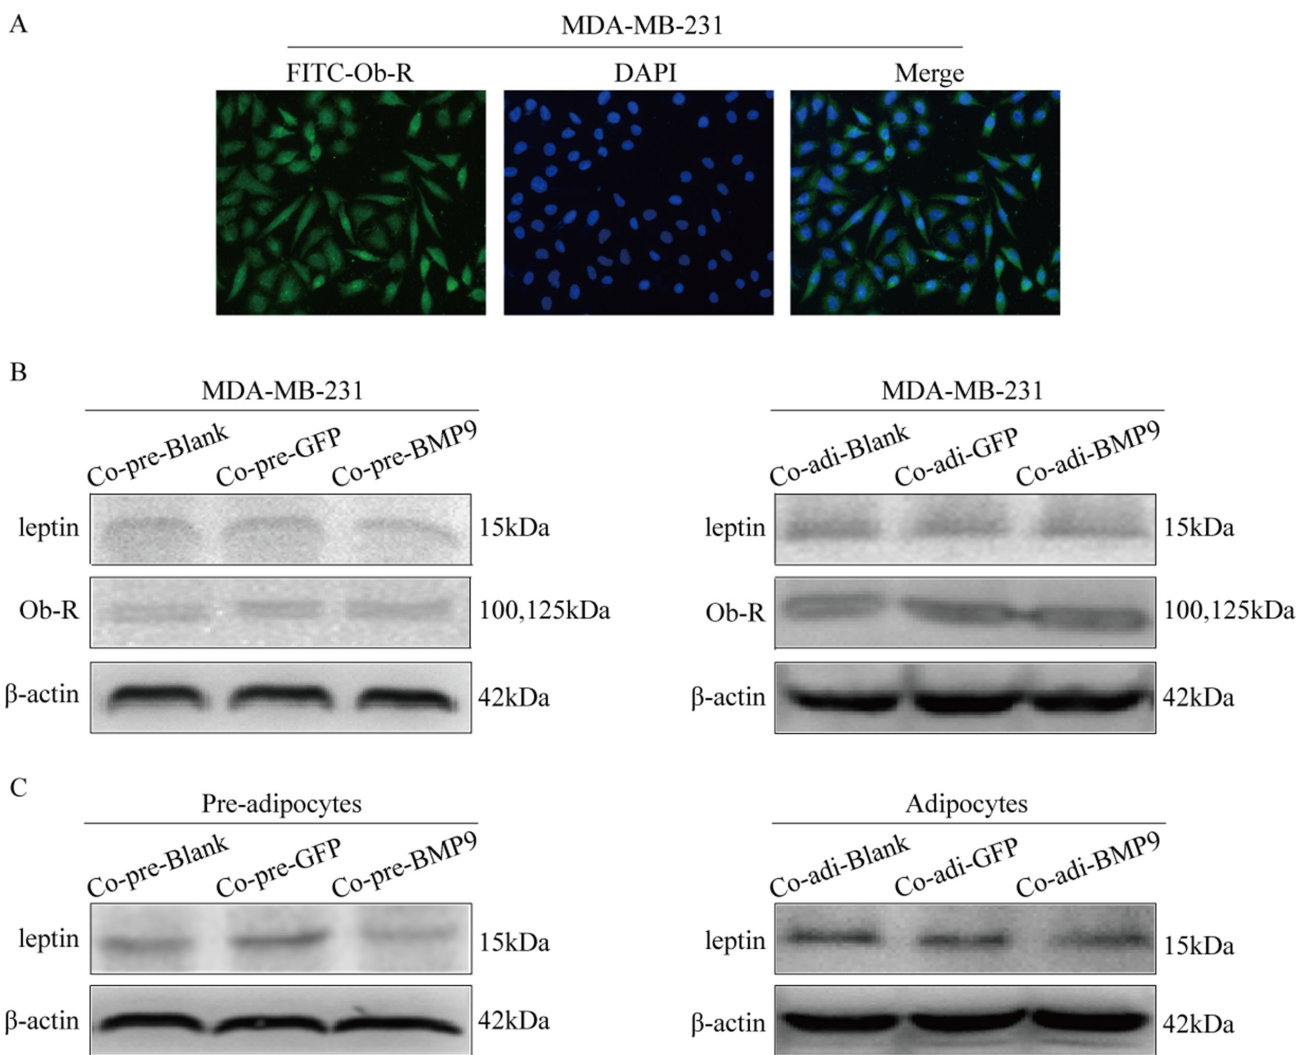 A
MDA-MB-231
FITC-Ob-R DAPI Merge
B
MDA-MB-231
Co-pre-Blank Co-pre-GFP Co-pre-BMP9
leptin 15kDa
Ob-R 100,125kDa
β-actin 42kDa
MDA-MB-231
Co-adi-Blank Co-adi-GFP Co-adi-BMP9
leptin 15kDa
Ob-R 100,125kDa
β-actin 42kDa
C
Pre-adipocytes
Co-pre-Blank Co-pre-GFP Co-pre-BMP9
leptin 15kDa
β-actin 42kDa
Adipocytes
Co-adi-Blank Co-adi-GFP Co-adi-BMP9
leptin 15kDa
β-actin 42kDa